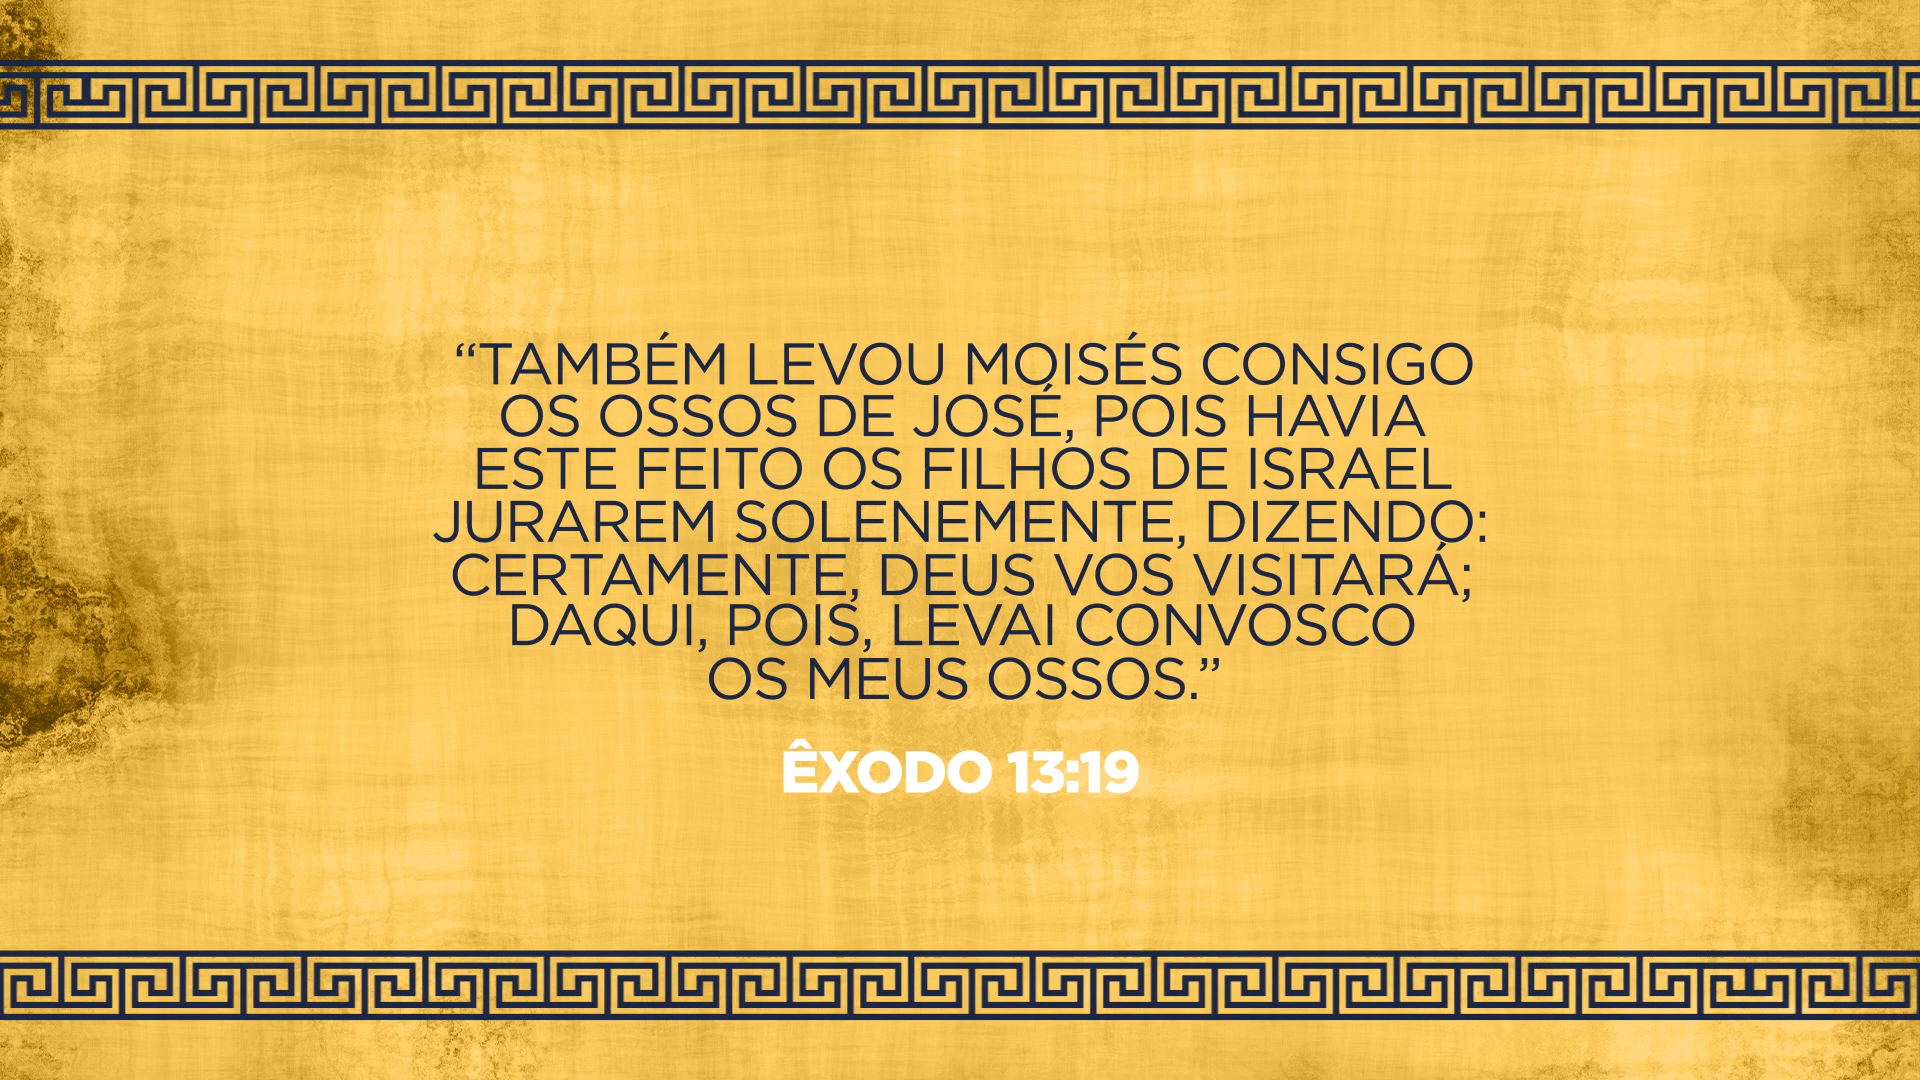 “TAMBÉM LEVOU MOISÉS CONSIGO
OS OSSOS DE JOSÉ, POIS HAVIA
ESTE FEITO OS FILHOS DE ISRAEL
JURAREM SOLENEMENTE, DIZENDO:
CERTAMENTE, DEUS VOS VISITARÁ;
DAQUI, POIS, LEVAI CONVOSCO
OS MEUS OSSOS.”
ÊXODO 13:19